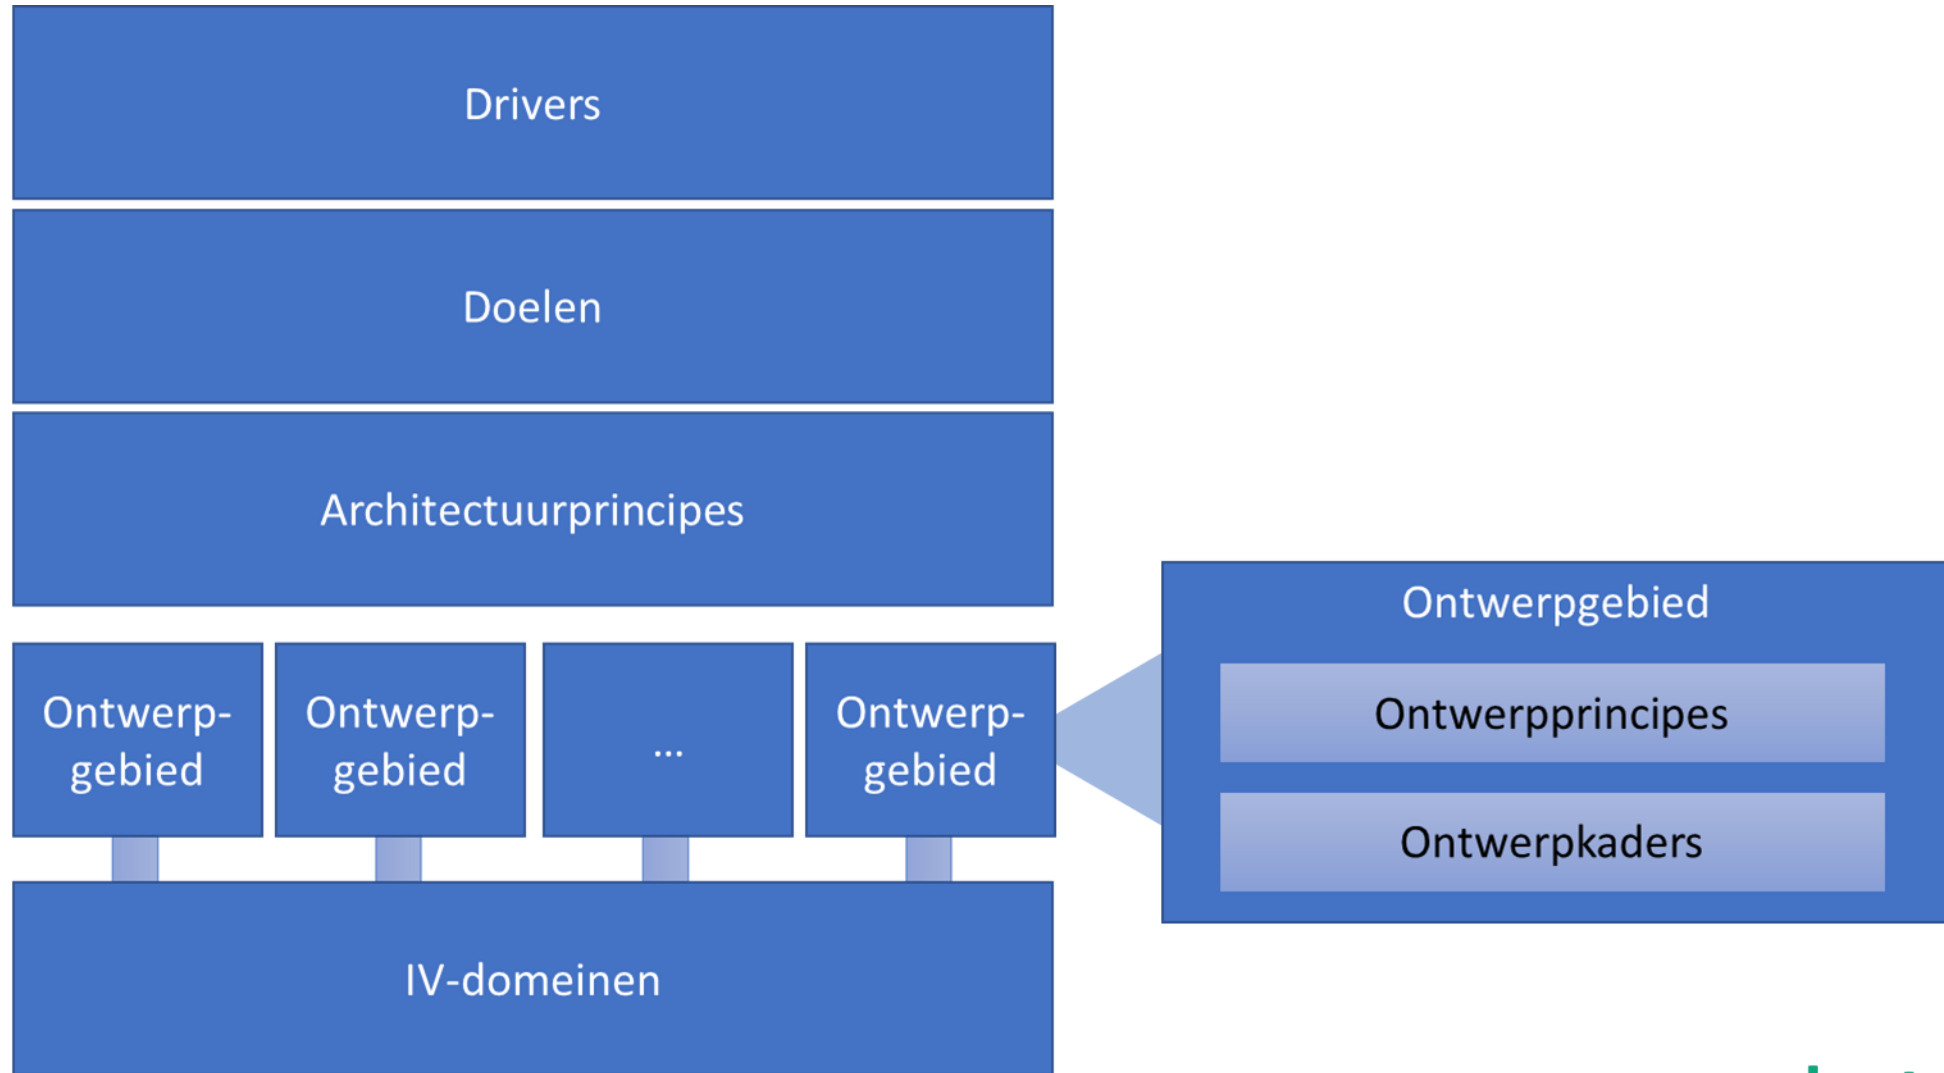 Drivers
Doelen
Architectuurprincipes
Ontwerp-
gebied
Ontwerp-
gebied
...
Ontwerp-
gebied
IV-domeinen
Ontwerpgebied
Ontwerpprincipes
Ontwerpkaders